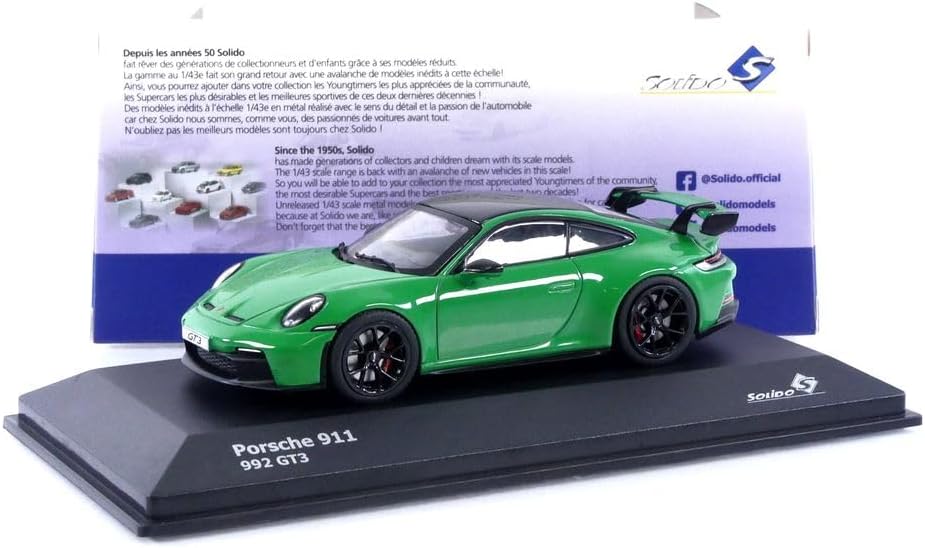 Depuis les années 50 Solido
fait rêver des générations de collectionneurs et d'enfants grâce à ses modèles réduits.
La gamme au 1/43e fait son grand retour avec une avalanche de modèles inédits à cette échelle!
Ainsi, vous pourrez ajouter dans votre collection les Youngtimers les plus appréciées de la communauté,
les Supercars les plus désirables et les meilleures sportives de ces deux dernières décennies !
Des modèles inédits à l'échelle 1/43e en métal réalisé avec le sens du détail et la passion de l'automobile
car chez Solido nous sommes, comme vous, des passionnés de voitures avant tout.
N'oubliez pas les meilleurs modèles sont toujours chez Solido !
SOLIDO S
Since the 1950s, Solido
has made generations of collectors and children dream with its scale models.
The 1/43 scale range is back with an avalanche of new vehicles in this scale!
So you will be able to add to your collection the most appreciated Youngtimers of the community,
the most desirable Supercars and the best decades!
Unreleased 1/43 scale metal models for
because at Solido we are, like
Don't forget that the best
@Solido.official
lidomodels
domodels
GT3
Porsche 911
992 GT3
SOLIDO S